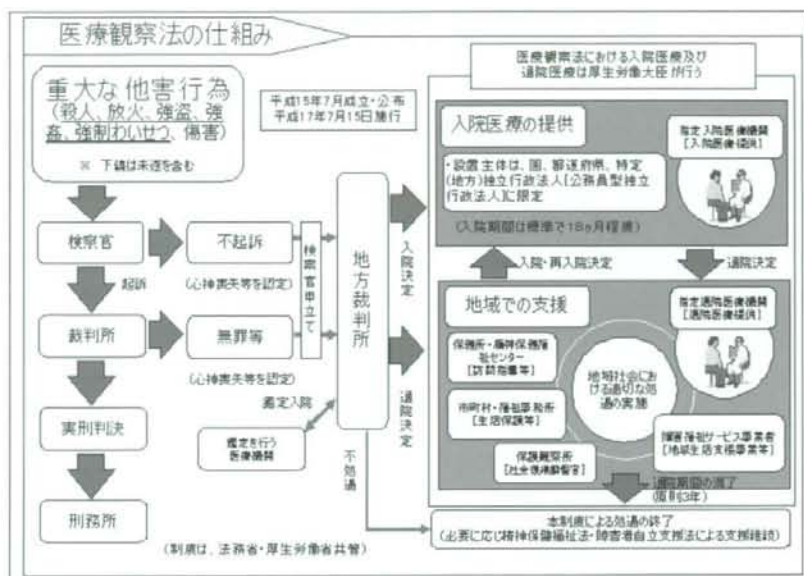 医療観察法の仕組み
重大な他害行為
(殺人、放火、強盗、強
姦、強制わいせつ、傷害)
※ 下線は未遂を含む
平成15年7月成立・公布
平成17年7月15日施行
医療観察法における入院医療及び
通院医療は厚生労働大臣が行う
入院医療の提供
・設置主体は、国、都道府県、特定
(地方)独立行政法人[公務員型独立
行政法人]に限定
(入院期間は標準で18ヶ月程度)
指定入院医療機関
[入院医療提供]
検察官
不起訴
(心神喪失等を認定)
起訴
裁判所
無罪等
(心神喪失等を認定)
検察官申立て
地方裁判所
入院決定
通院決定
不処遇
鑑定入院
鑑定を行う
医療機関
実刑判決
刑務所
(制度は、法務省・厚生労働省共管)
入院・再入院決定
退院決定
地域での支援
指定通院医療機関
[通院医療提供]
保健所・精神保健福
祉センター
[訪問指導等]
市町村・福祉事務所
[生活保護等]
保護観察所
[社会復帰調整官]
地域社会にお
ける適切な処
遇の実施
障害福祉サービス事業者
[地域生活支援事業等]
通院期間の満了
(原則3年)
本制度による処遇の終了
(必要に応じ精神保健福祉法・障害者自立支援法による支援継続)